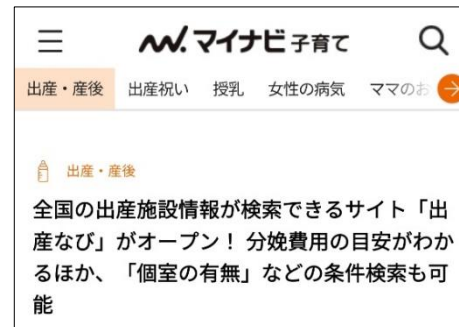 マイナビ子育て
出産・産後 出産祝い 授乳 女性の病気 ママのお
出産・産後
全国の出産施設情報が検索できるサイト「出
産なび」がオープン！ 分娩費用の目安がわか
るほか、「個室の有無」などの条件検索も可
能